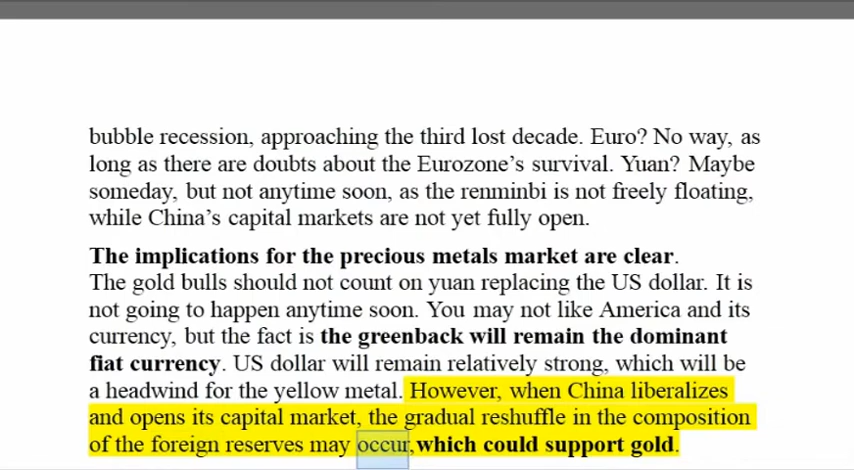 bubble recession, approaching the third lost decade. Euro? No way, as
long as there are doubts about the Eurozone's survival. Yuan? Maybe
someday, but not anytime soon, as the renminbi is not freely floating,
while China's capital markets are not yet fully open.
The implications for the precious metals market are clear.
The gold bulls should not count on yuan replacing the US dollar. It is
not going to happen anytime soon. You may not like America and its
currency, but the fact is the greenback will remain the dominant
fiat currency. US dollar will remain relatively strong, which will be
a headwind for the yellow metal. However, when China liberalizes
and opens its capital market, the gradual reshuffle in the composition
of the foreign reserves may occur,which could support gold.